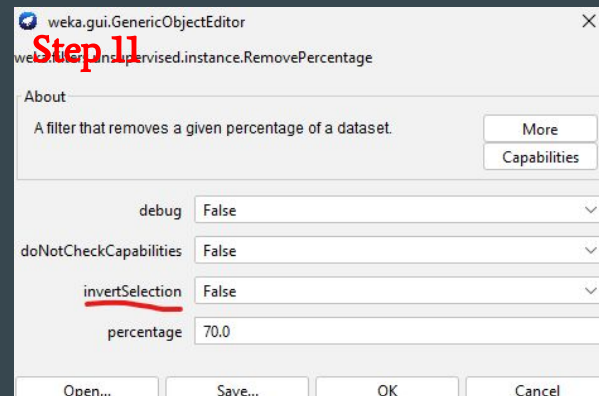 weka.gui.GenericObjectEditor
Step 11
weka.filters.unsupervised.instance.RemovePercentage
About
A filter that removes a given percentage of a dataset.
More
Capabilities
debug False
doNotCheckCapabilities False
invertSelection False
percentage 70.0
Open... Save... OK Cancel